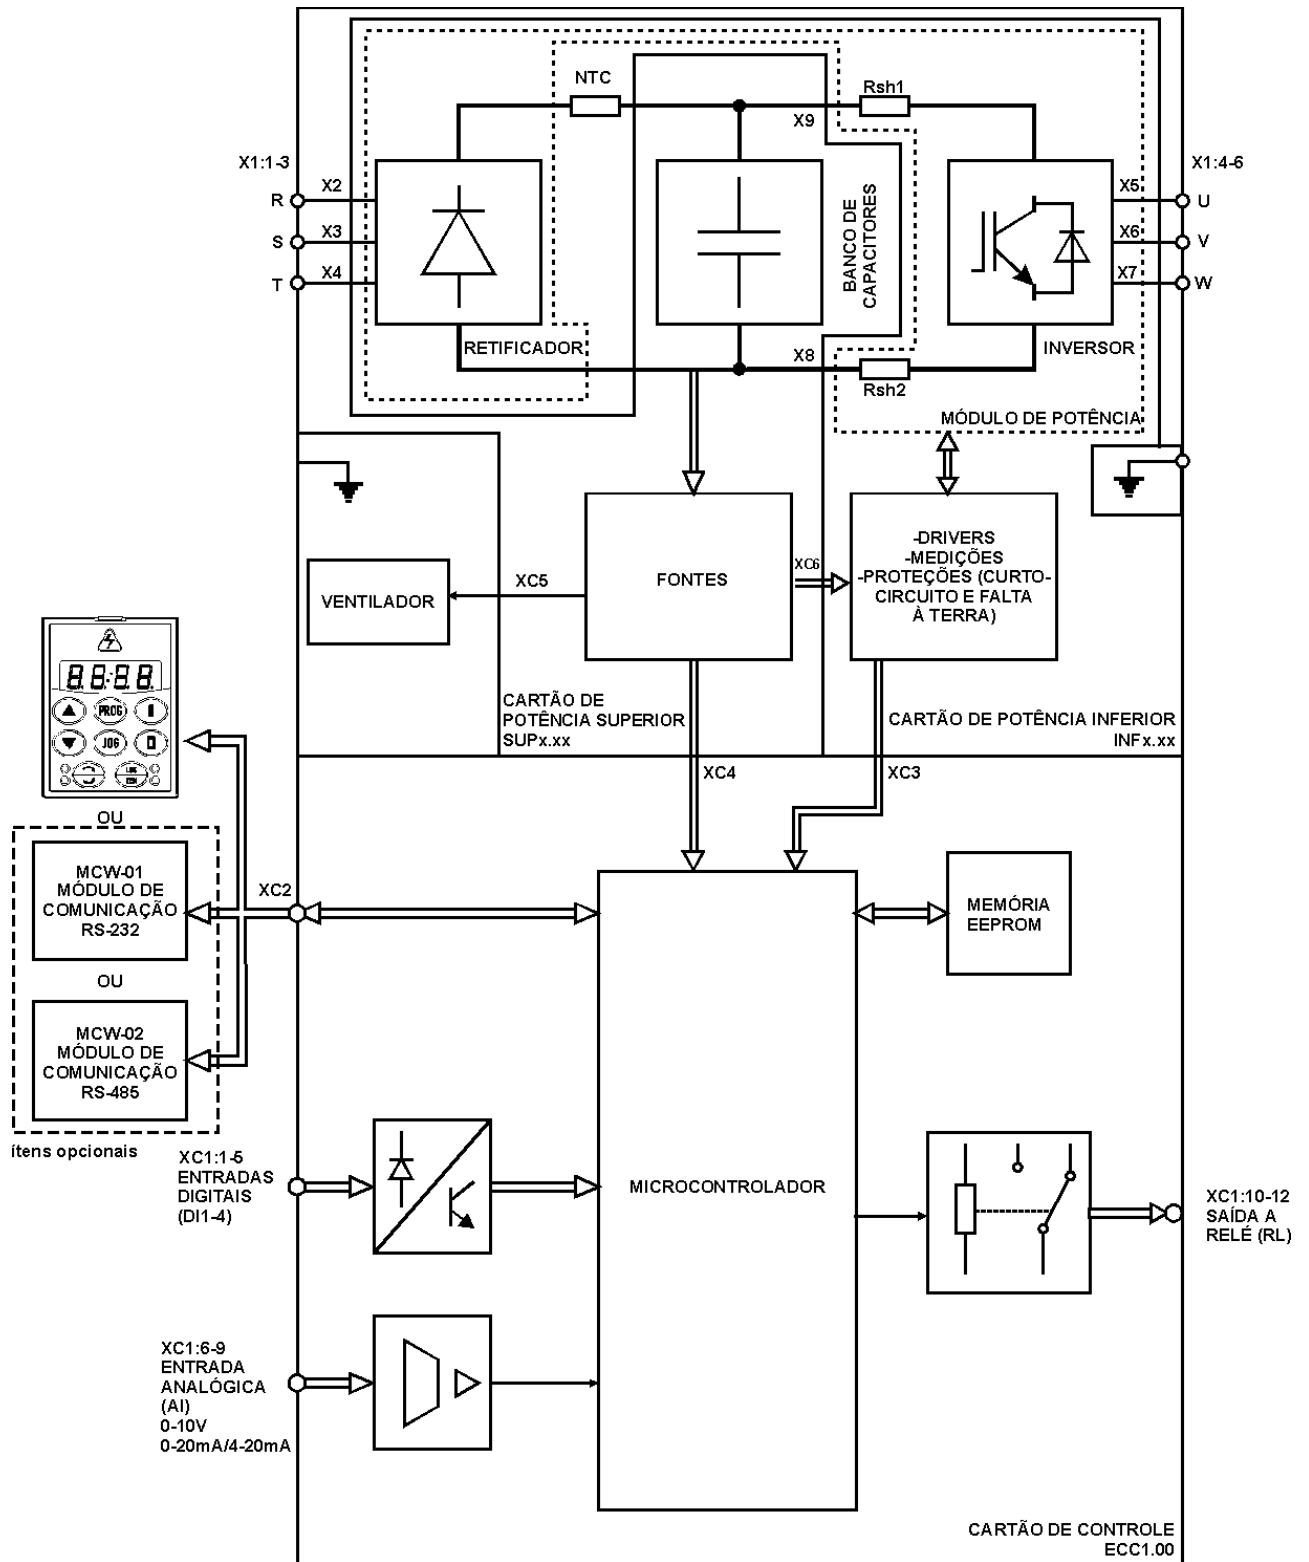 NTC
Rsh1
X9
X1:1-3
X1:4-6
X2
R
X3
S
X4
T
X5
U
X6
V
X7
W
BANCO DE
CAPACITORES
RETIFICADOR
X8
INVERSOR
Rsh2
MÓDULO DE POTÊNCIA
FONTES
XC6
-DRIVERS
-MEDIÇÕES
-PROTEÇÕES (CURTO-
CIRCUITO E FALTA
À TERRA)
XC5
VENTILADOR
CARTÃO DE
POTÊNCIA SUPERIOR
SUPx.xx
CARTÃO DE POTÊNCIA INFERIOR
INFx.xx
XC4
XC3
PROG
JOG
OU
MCW-01
MÓDULO DE
COMUNICAÇÃO
RS-232
XC2
OU
MCW-02
MÓDULO DE
COMUNICAÇÃO
RS-485
ítens opcionais
MEMÓRIA
EEPROM
XC1:1-5
ENTRADAS
DIGITAIS
(DI1-4)
MICROCONTROLADOR
XC1:10-12
SAÍDA A
RELÉ (RL)
XC1:6-9
ENTRADA
ANALÓGICA
(AI)
0-10V
0-20mA/4-20mA
CARTÃO DE CONTROLE
ECC1.00